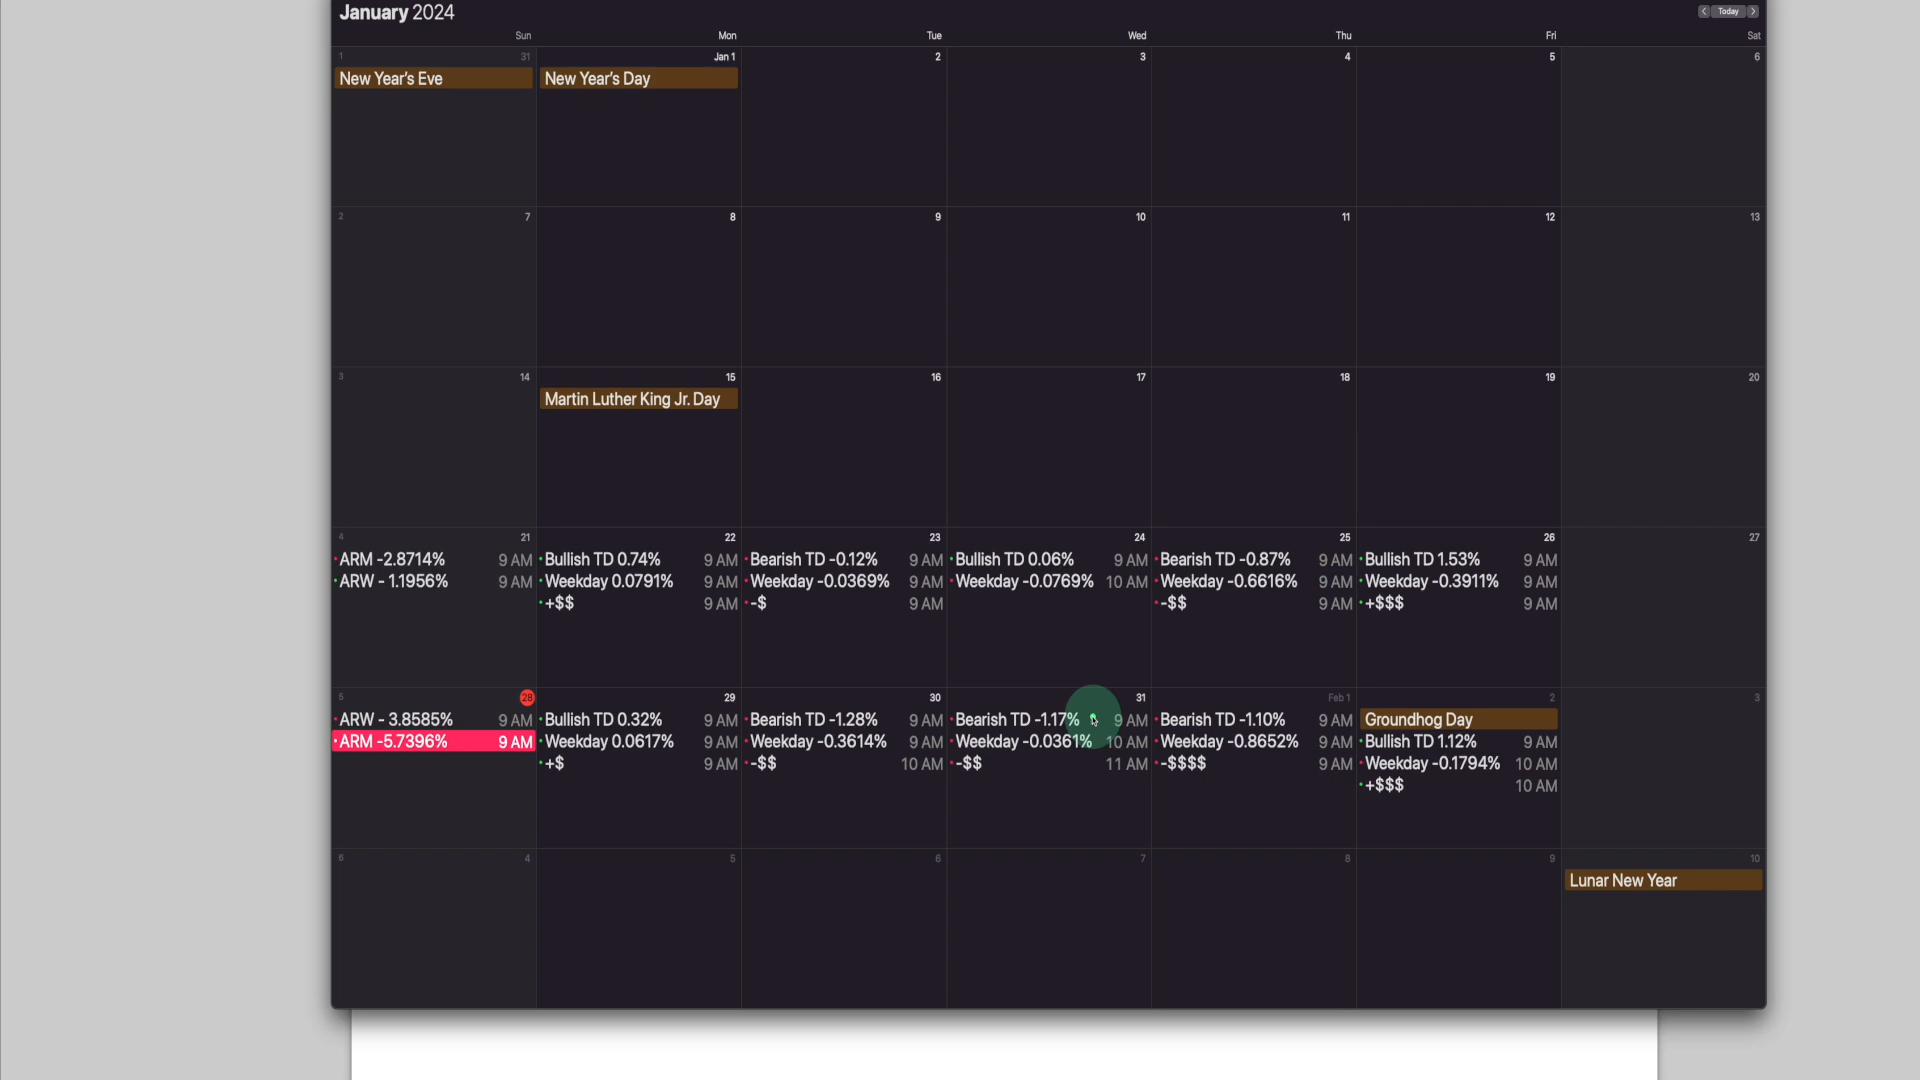 January 2024
< Today >
Sun Mon Tue Wed Thu Fri Sat
1 31 Jan 1 2 3 4 5 6
New Year's Eve New Year's Day
2 7 8 9 10 11 12 13
3 14 15 16 17 18 19 20
Martin Luther King Jr. Day
4 21 22 23 24 25 26 27
ARM -2.8714% 9 AM Bullish TD 0.74% 9 AM Bearish TD -0.12% 9 AM Bullish TD 0.06% 9 AM Bearish TD -0.87% 9 AM Bullish TD 1.53% 9 AM
ARW - 1.1956% 9 AM Weekday 0.0791% 9 AM Weekday -0.0369% 9 AM Weekday -0.0769% 10 AM Weekday -0.6616% 9 AM Weekday -0.3911% 9 AM
+$$ 9 AM -$ 9 AM -$$ 9 AM +$$$ 9 AM
5 28 29 30 31 Feb 1 2 3
ARW - 3.8585% 9 AM Bullish TD 0.32% 9 AM Bearish TD -1.28% 9 AM Bearish TD -1.17% 9 AM Bearish TD -1.10% 9 AM Groundhog Day
ARM -5.7396% 9 AM Weekday 0.0617% 9 AM Weekday -0.3614% 9 AM Weekday -0.0361% 10 AM Weekday -0.8652% 9 AM Bullish TD 1.12% 9 AM
+$ 9 AM -$$ 10 AM -$$ 11 AM -$$$$ 9 AM Weekday -0.1794% 10 AM
+$$$ 10 AM
6 4 5 6 7 8 9 10
Lunar New Year